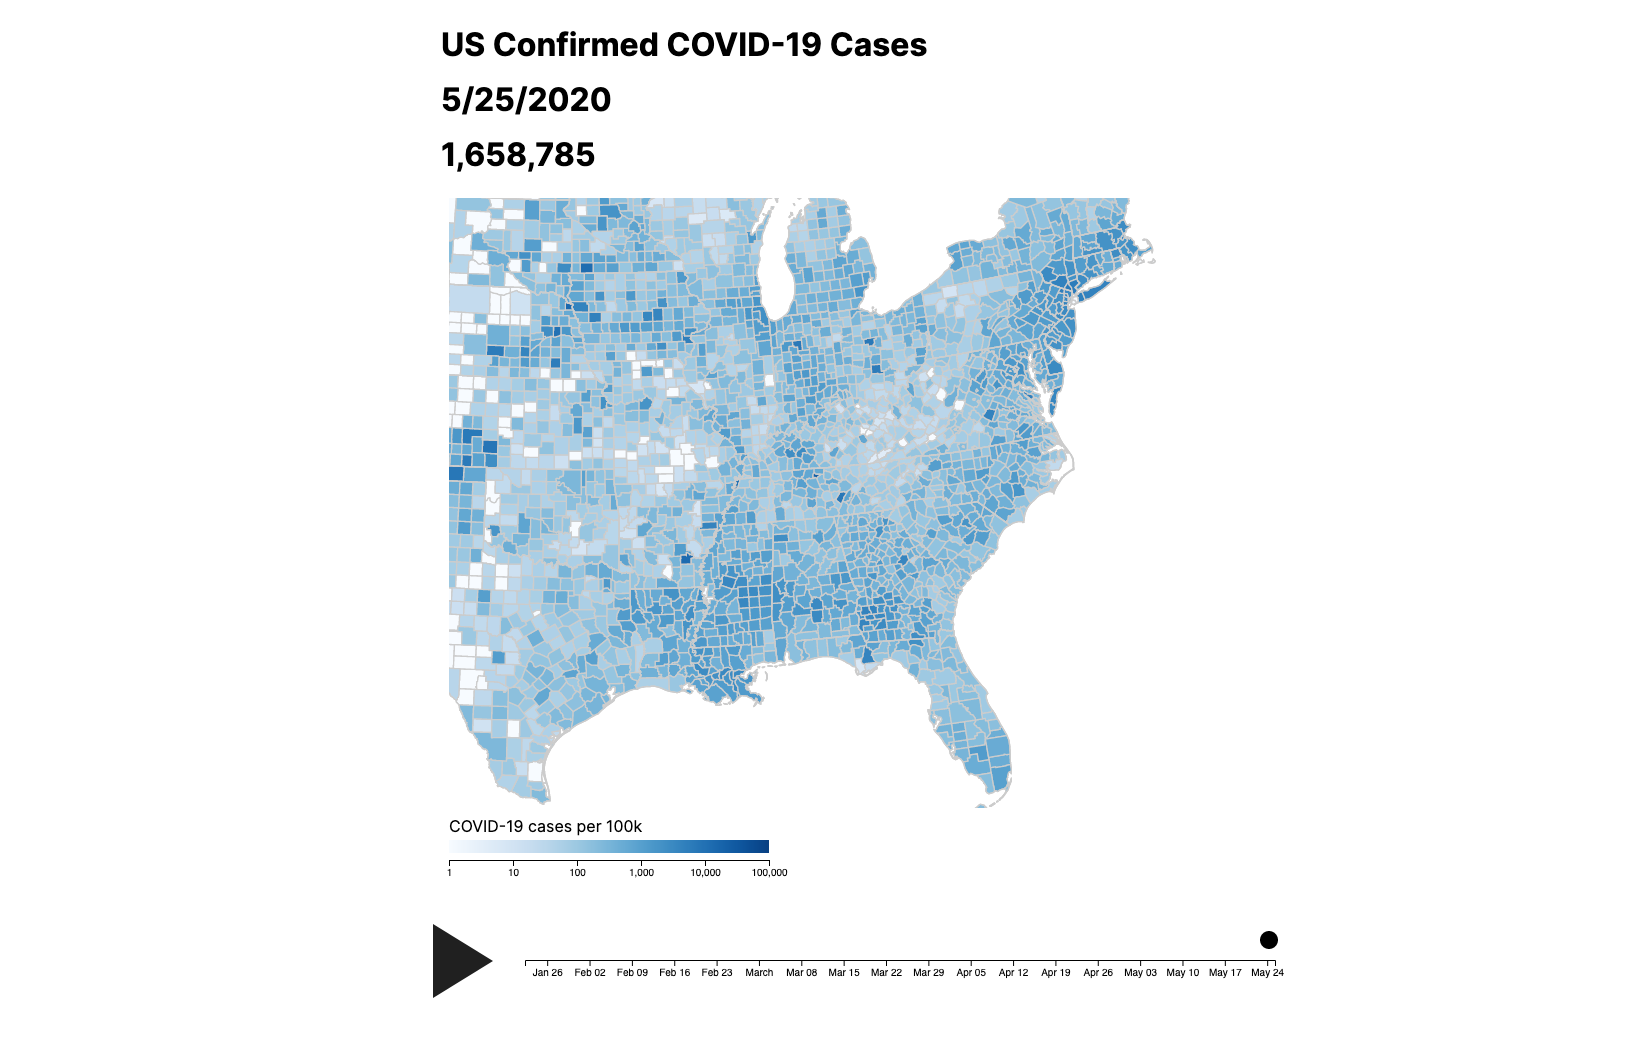 US Confirmed COVID-19 Cases
5/25/2020
1,658,785
COVID-19 cases per 100k
1 10 100 1,000 10,000 100,000
Jan 26 Feb 02 Feb 09 Feb 16 Feb 23 March Mar 08 Mar 15 Mar 22 Mar 29 Apr 05 Apr 12 Apr 19 Apr 26 May 03 May 10 May 17 May 24